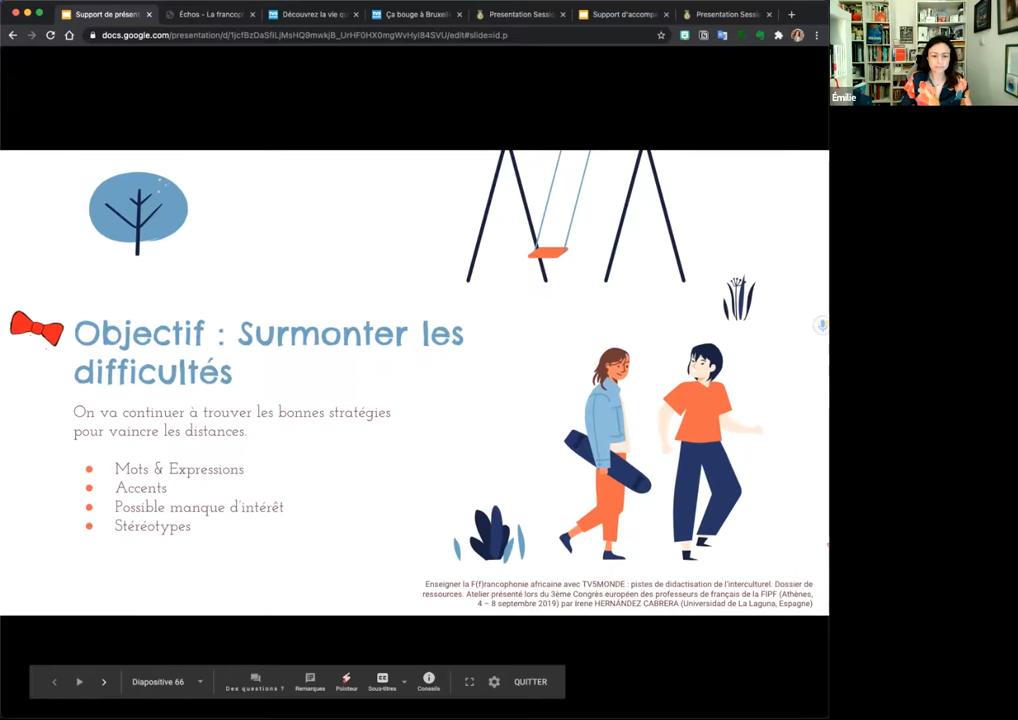 Support de présent
Échos - La francop
Découvrez la vie qu
Ça bouge à Bruxell
Presentation Sessi
Support d'accompa
Presentation Sessi
docs.google.com/presentation/d/1jcfBzDaSfiLjMsHQ9mwkjB_UrHF0HX0mgWvHyI84SVU/edit#slide=id.p
Émilie
Objectif : Surmonter les
difficultés
On va continuer à trouver les bonnes stratégies
pour vaincre les distances.
Mots & Expressions
Accents
Possible manque d'intérêt
Stéréotypes
Enseigner la F(f)rancophonie africaine avec TV5MONDE : pistes de didactisation de l'interculturel. Dossier de
ressources. Atelier présenté lors du 3ème Congrès européen des professeurs de français de la FIPF (Athènes,
4 – 8 septembre 2019) par Irene HERNÁNDEZ CABRERA (Universidad de La Laguna, Espagne)
Diapositive 66
Des questions ?
Remarques
Pointeur
Sous-titres
Conseils
QUITTER